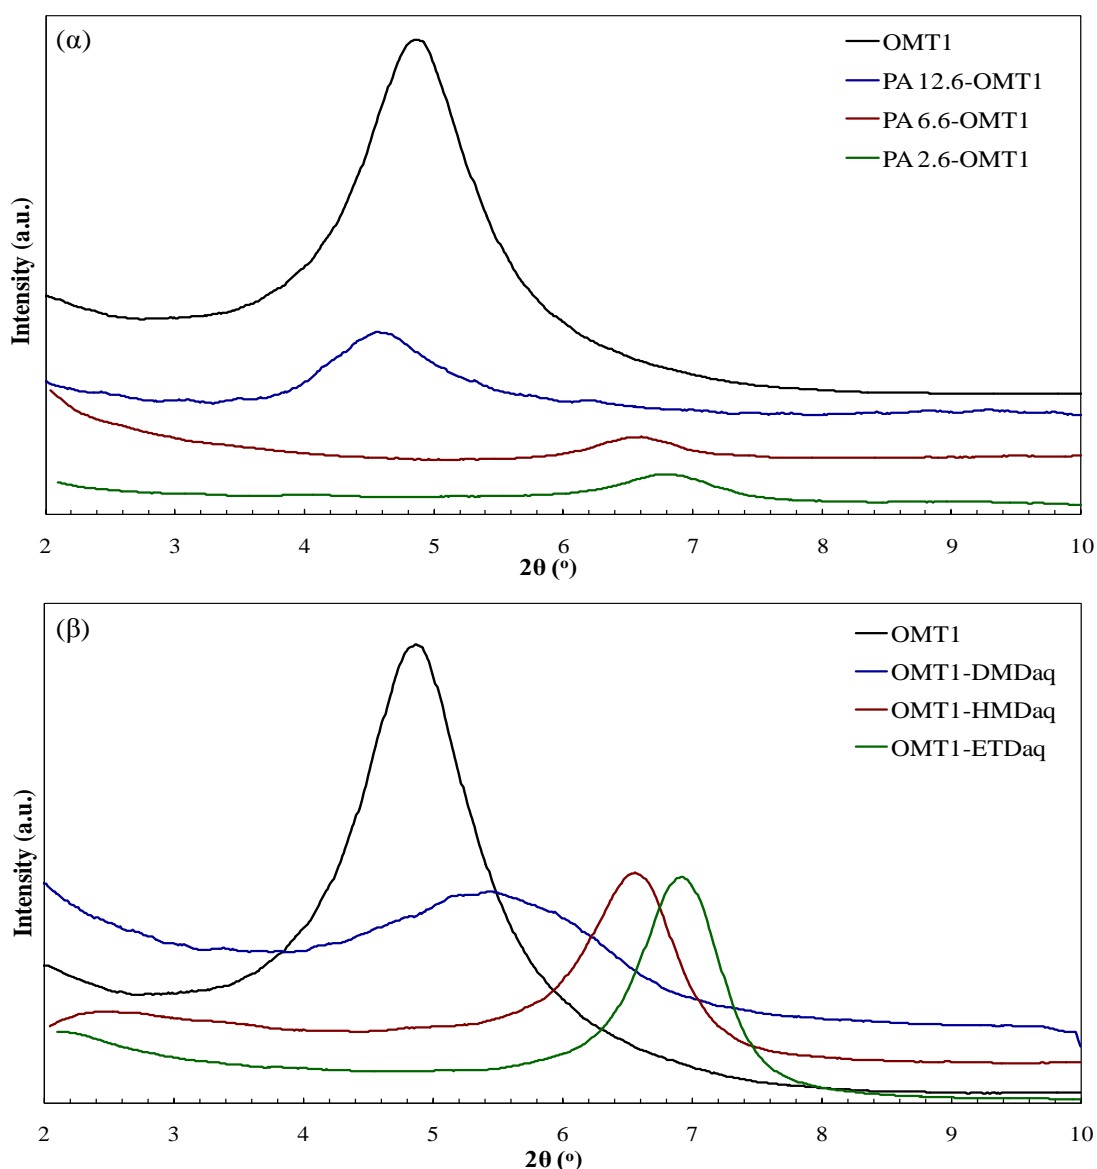 (α)
OMT1
PA 12.6-OMT1
PA 6.6-OMT1
PA 2.6-OMT1
Intensity (a.u.)
2 3 4 5 6 7 8 9 10
2θ (º)
(β)
OMT1
OMT1-DMDaq
OMT1-HMDaq
OMT1-ETDaq
Intensity (a.u.)
2 3 4 5 6 7 8 9 10
2θ (º)